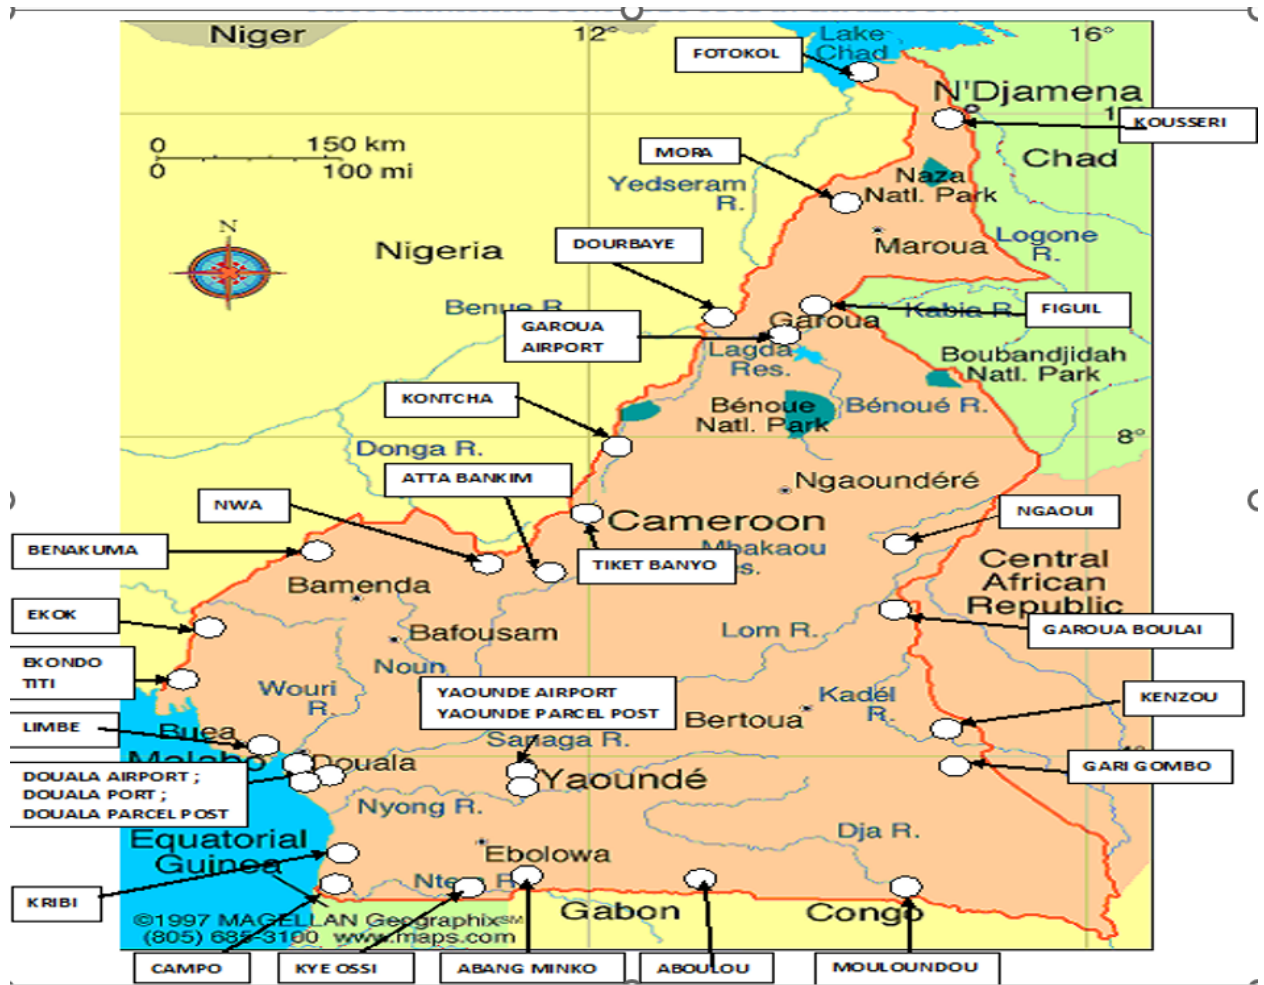 Niger
12°
Lake
Chad
16°
FOTOKOL
N'Djamena
KOUSSERI
0 150 km
0 100 mi
MORA
Chad
Yedseram
R.
Naza
Natl. Park
N
Nigeria
DOURBAYE
Maroua
Logone
R.
Benue R.
GAROUA
AIRPORT
Garoua
Kabia R.
FIGUIL
Lagda
Res.
Boubandjidah
Natl. Park
KONTCHA
Bénoue
Natl. Park
Bénoué R.
8°
Donga R.
ATTA BANKIM
Ngaoundéré
NWA
Cameroon
NGAOUI
BENAKUMA
Mbakaou
TIKET BANYO
Central
African
Republic
Bamenda
EKOK
Bafousam
Lom R.
GAROUA BOULAI
EKONDO
TITI
Noun
Wouri
R.
YAOUNDE AIRPORT
YAOUNDE PARCEL POST
Kadél
R.
KENZOU
LIMBE
Buea
Bertoua
Sanaga R.
Malabo
Douala
DOUALA AIRPORT ;
DOUALA PORT ;
DOUALA PARCEL POST
Yaoundé
GARI GOMBO
Nyong R.
Equatorial
Guinea
Dja R.
Ebolowa
KRIBI
Ntem R.
©1997 MAGELLAN Geographix SM
(805) 685-3100 www.maps.com
Gabon
Congo
CAMPO
KYE OSSI
ABANG MINKO
ABOULOU
MOULOUNDOU